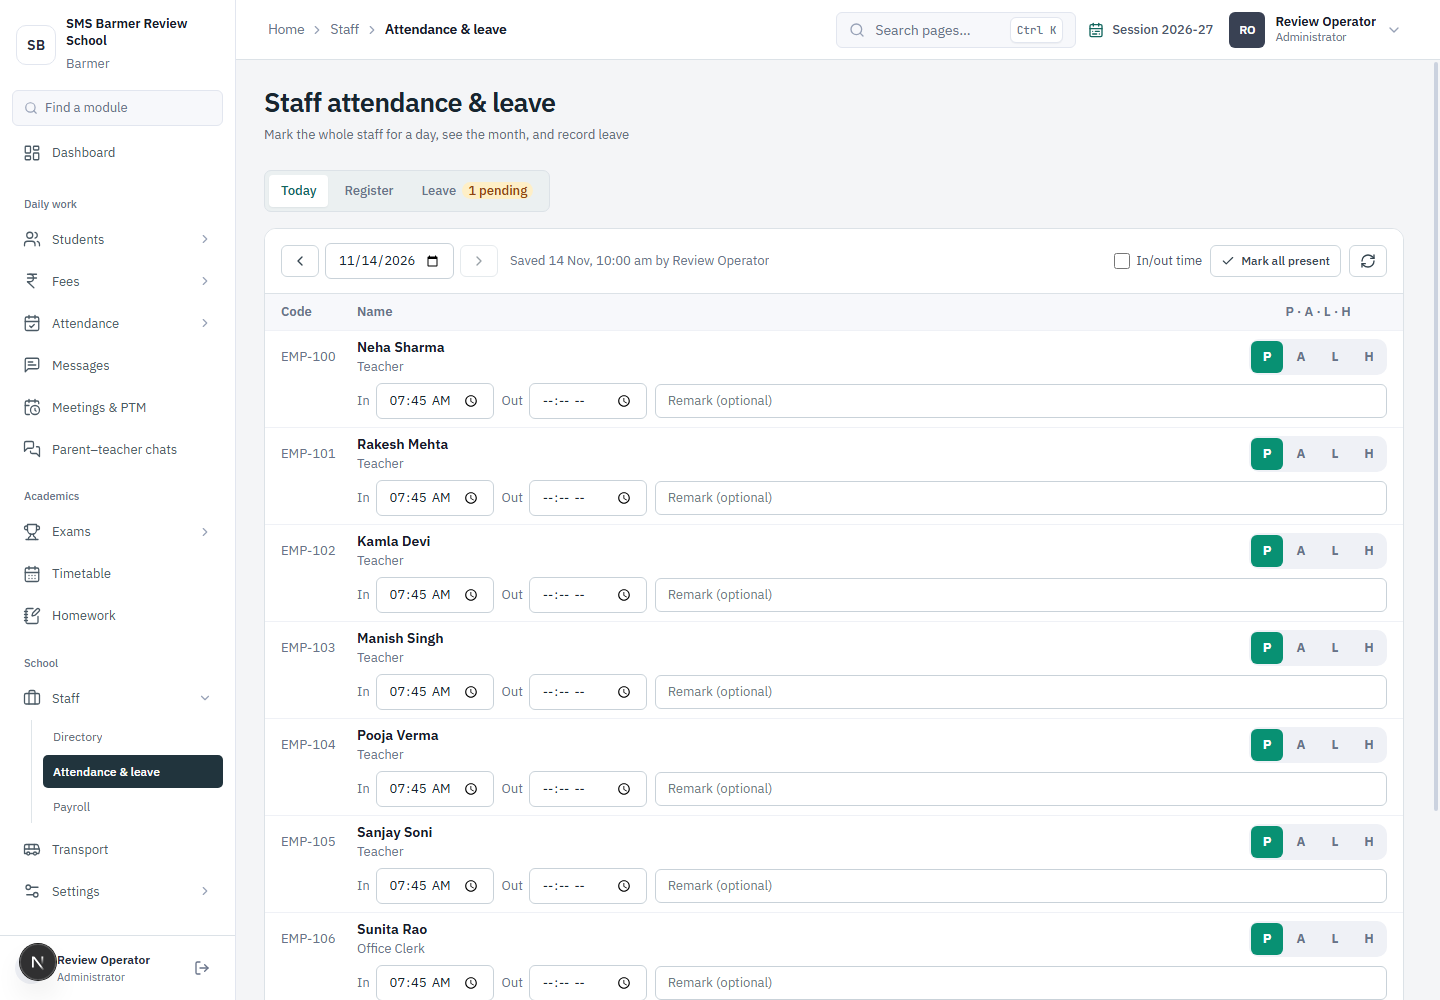 SB
SMS Barmer Review
School
Barmer
Find a module
Dashboard
Daily work
Students
Fees
Attendance
Messages
Meetings & PTM
Parent–teacher chats
Academics
Exams
Timetable
Homework
School
Staff
Directory
Attendance & leave
Payroll
Transport
Settings
N
Review Operator
Administrator
Home > Staff > Attendance & leave
Search pages... Ctrl K
Session 2026-27
RO
Review Operator
Administrator
Staff attendance & leave
Mark the whole staff for a day, see the month, and record leave
Today Register Leave 1 pending
11/14/2026 Saved 14 Nov, 10:00 am by Review Operator In/out time Mark all present
Code Name P · A · L · H
EMP-100 Neha Sharma P A L H
Teacher
In 07:45 AM Out --:-- -- Remark (optional)
EMP-101 Rakesh Mehta P A L H
Teacher
In 07:45 AM Out --:-- -- Remark (optional)
EMP-102 Kamla Devi P A L H
Teacher
In 07:45 AM Out --:-- -- Remark (optional)
EMP-103 Manish Singh P A L H
Teacher
In 07:45 AM Out --:-- -- Remark (optional)
EMP-104 Pooja Verma P A L H
Teacher
In 07:45 AM Out --:-- -- Remark (optional)
EMP-105 Sanjay Soni P A L H
Teacher
In 07:45 AM Out --:-- -- Remark (optional)
EMP-106 Sunita Rao P A L H
Office Clerk
In 07:45 AM Out --:-- -- Remark (optional)